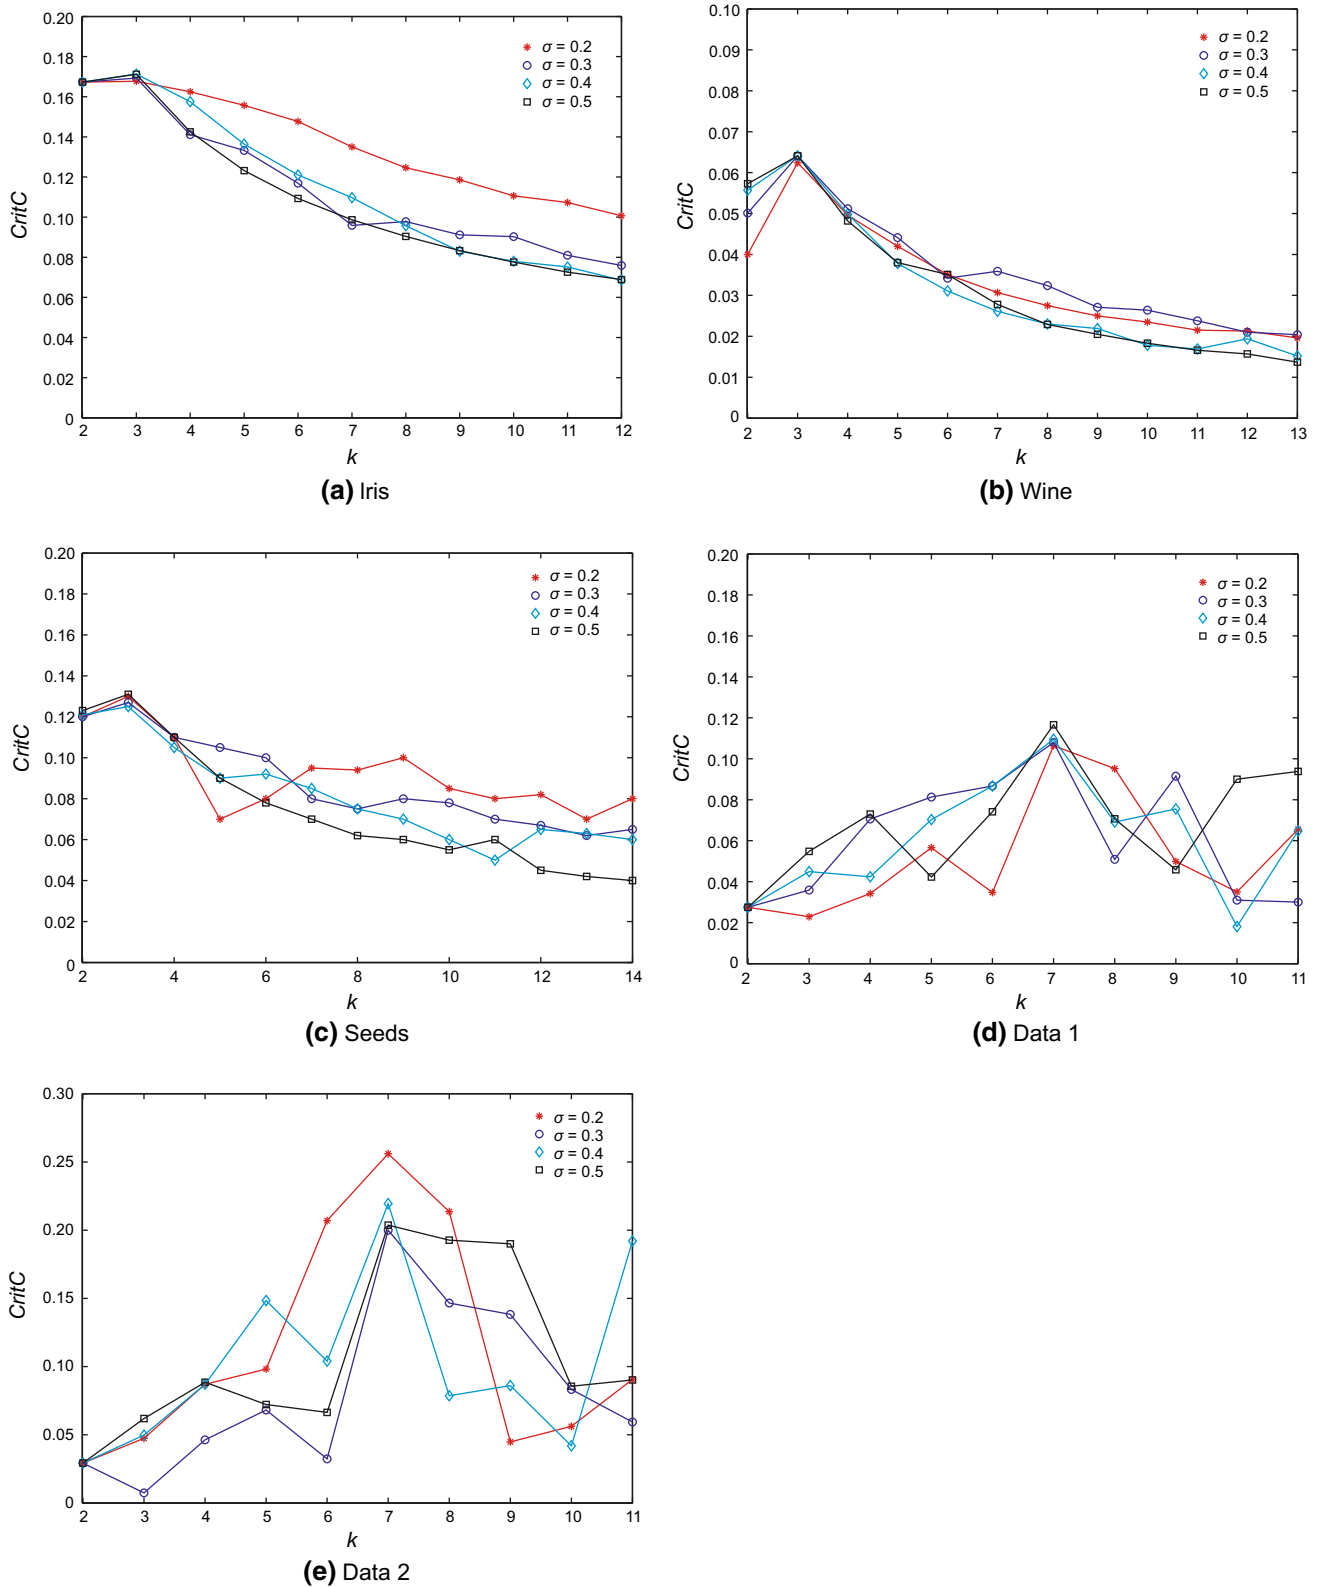 0.20
0.18
0.16
0.14
0.12
0.10
0.08
0.06
0.04
0.02
0
CritC
σ = 0.2
σ = 0.3
σ = 0.4
σ = 0.5
2 3 4 5 6 7 8 9 10 11 12
k
(a) Iris
0.10
0.09
0.08
0.07
0.06
0.05
0.04
0.03
0.02
0.01
0
CritC
σ = 0.2
σ = 0.3
σ = 0.4
σ = 0.5
2 3 4 5 6 7 8 9 10 11 12 13
k
(b) Wine
0.20
0.18
0.16
0.14
0.12
0.10
0.08
0.06
0.04
0.02
0
CritC
σ = 0.2
σ = 0.3
σ = 0.4
σ = 0.5
2 4 6 8 10 12 14
k
(c) Seeds
0.20
0.18
0.16
0.14
0.12
0.10
0.08
0.06
0.04
0.02
0
CritC
σ = 0.2
σ = 0.3
σ = 0.4
σ = 0.5
2 3 4 5 6 7 8 9 10 11
k
(d) Data 1
0.30
0.25
0.20
0.15
0.10
0.05
0
CritC
σ = 0.2
σ = 0.3
σ = 0.4
σ = 0.5
2 3 4 5 6 7 8 9 10 11
k
(e) Data 2